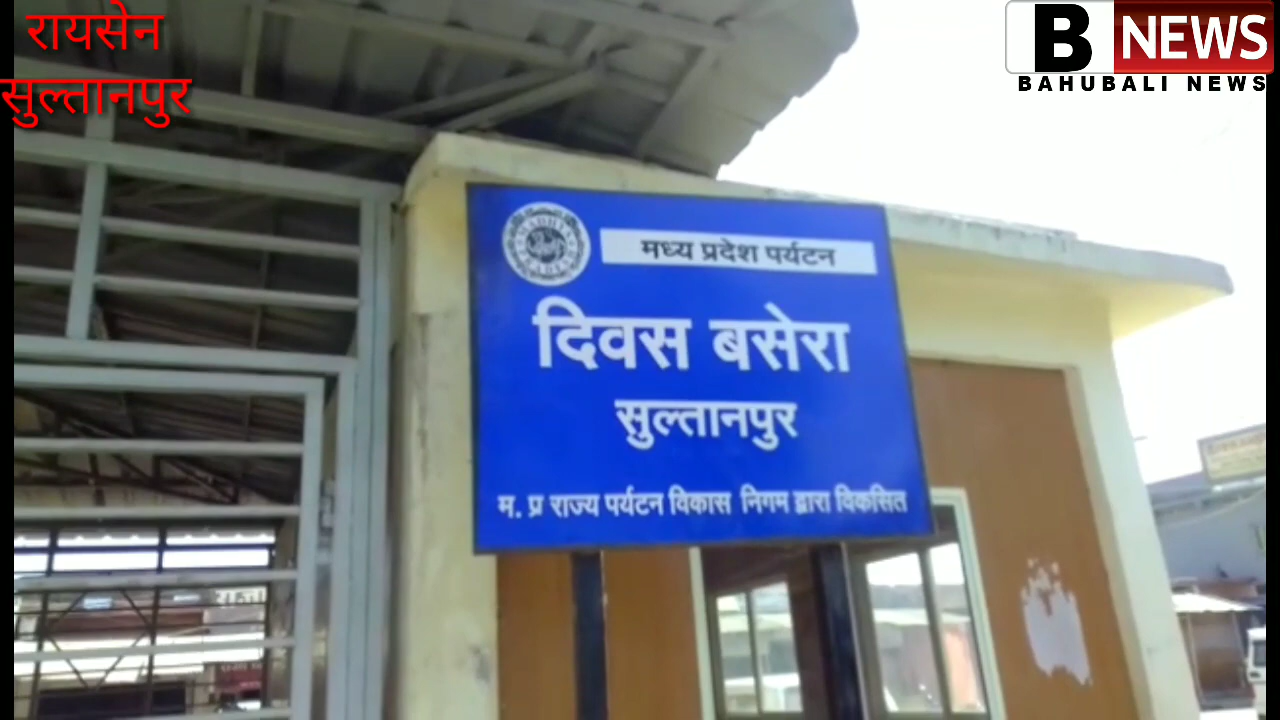 रायसेन
सुल्तानपुर
B NEWS
BAHUBALI NEWS
मध्य प्रदेश पर्यटन
दिवस बसेरा
सुल्तानपुर
म. प्र राज्य पर्यटन विकास निगम द्वारा विकसित